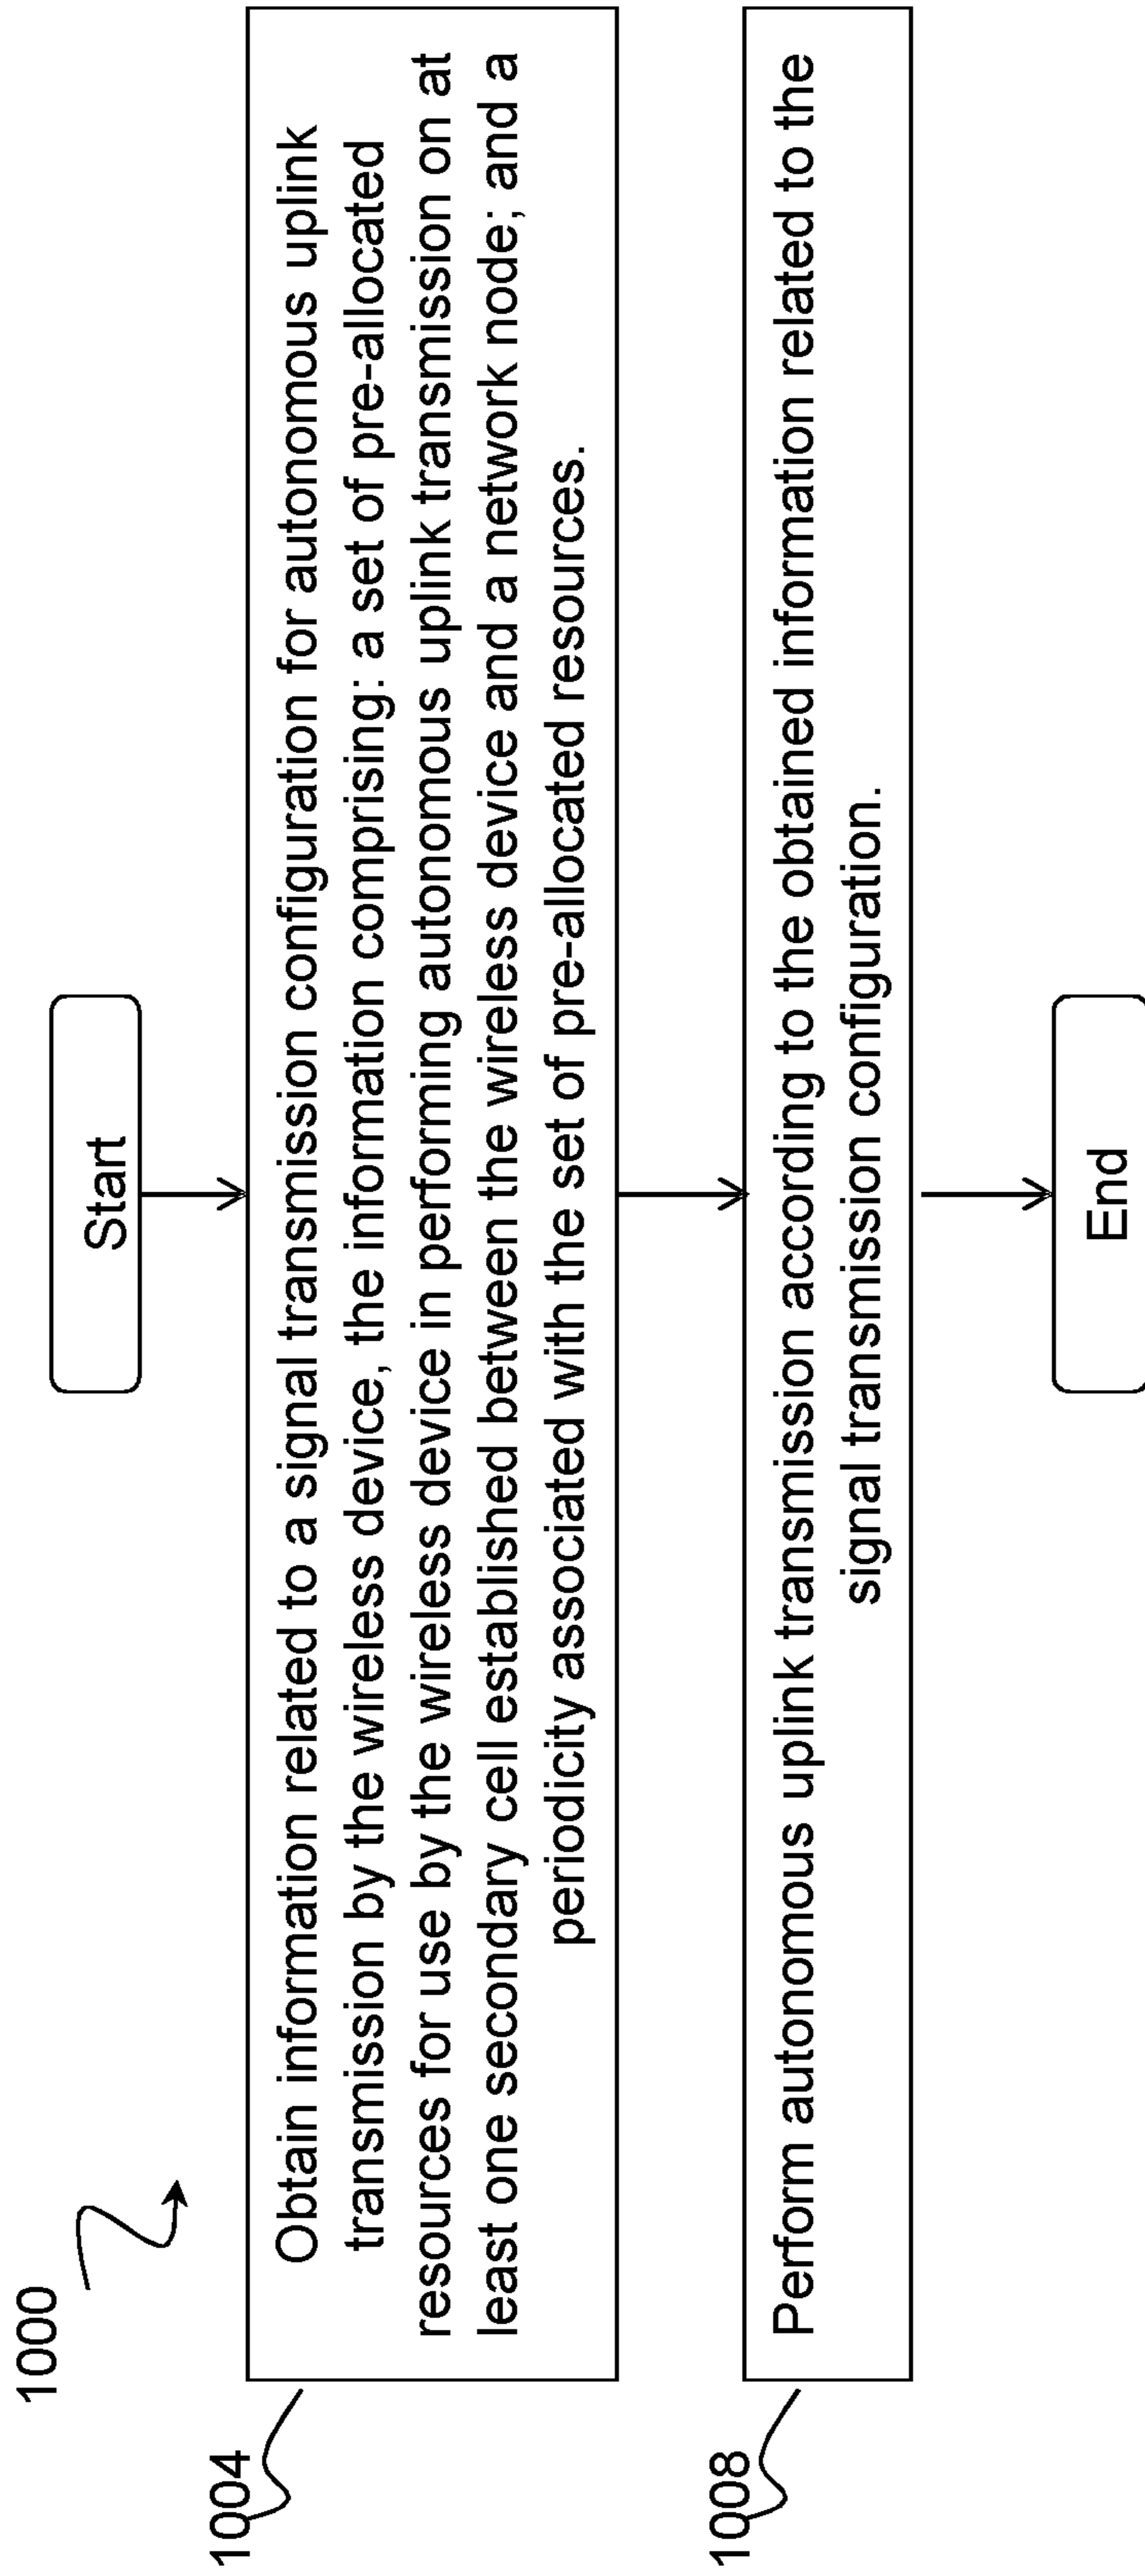 1000
Start
1004
Obtain information related to a signal transmission configuration for autonomous uplink
transmission by the wireless device, the information comprising: a set of pre-allocated
resources for use by the wireless device in performing autonomous uplink transmission on at
least one secondary cell established between the wireless device and a network node; and a
periodicity associated with the set of pre-allocated resources.
1008
Perform autonomous uplink transmission according to the obtained information related to the
signal transmission configuration.
End